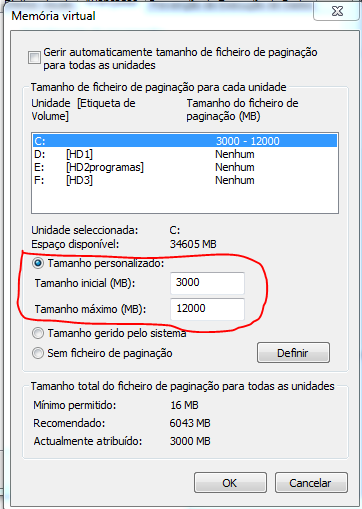 Memória virtual
Gerir automaticamente tamanho de ficheiro de paginação
para todas as unidades
Tamanho de ficheiro de paginação para cada unidade
Unidade [Etiqueta de Volume] Tamanho do ficheiro de paginação (MB)
C: 3000 - 12000
D: [HD1] Nenhum
E: [HD2programas] Nenhum
F: [HD3] Nenhum
Unidade seleccionada: C:
Espaço disponível: 34605 MB
Tamanho personalizado:
Tamanho inicial (MB): 3000
Tamanho máximo (MB): 12000
Tamanho gerido pelo sistema
Sem ficheiro de paginação Definir
Tamanho total do ficheiro de paginação para todas as unidades
Mínimo permitido: 16 MB
Recomendado: 6043 MB
Actualmente atribuído: 3000 MB
OK Cancelar